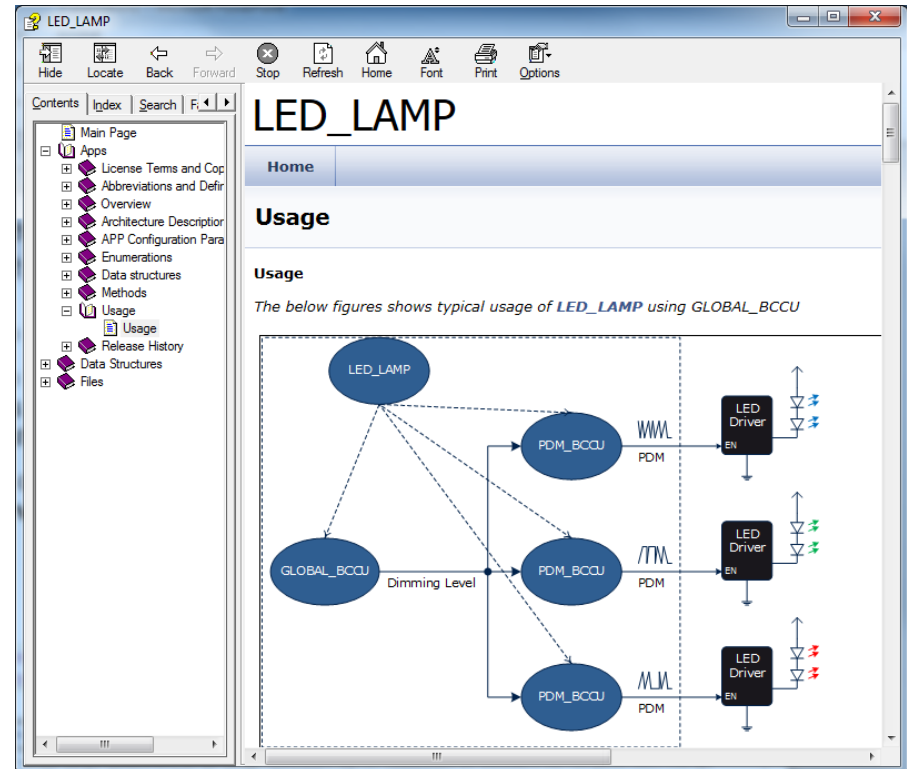 LED_LAMP
Hide Locate Back Forward Stop Refresh Home Font Print Options
Contents Index Search
Main Page
Apps
License Terms and Cop
Abbreviations and Defir
Overview
Architecture Description
APP Configuration Para
Enumerations
Data structures
Methods
Usage
Usage
Release History
Data Structures
Files
LED_LAMP
Home
Usage
Usage
The below figures shows typical usage of LED_LAMP using GLOBAL_BCCU
LED_LAMP
PDM_BCCU
PDM
LED
Driver
EN
GLOBAL_BCCU
Dimming Level
PDM_BCCU
PDM
LED
Driver
EN
PDM_BCCU
PDM
LED
Driver
EN